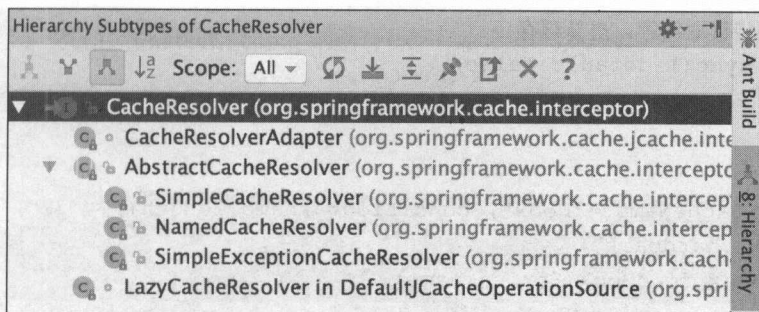 Hierarchy Subtypes of CacheResolver
Scope: All
CacheResolver (org.springframework.cache.interceptor)
CacheResolverAdapter (org.springframework.cache.jcache.inte
AbstractCacheResolver (org.springframework.cache.intercepto
SimpleCacheResolver (org.springframework.cache.intercep
NamedCacheResolver (org.springframework.cache.intercep
SimpleExceptionCacheResolver (org.springframework.cach
LazyCacheResolver in DefaultJCacheOperationSource (org.spri
Ant Build
8: Hierarchy